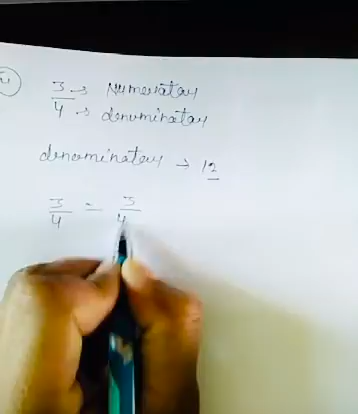 3/4 → Numerator
→ denominator
denominator → 12
3/4 = 3/4